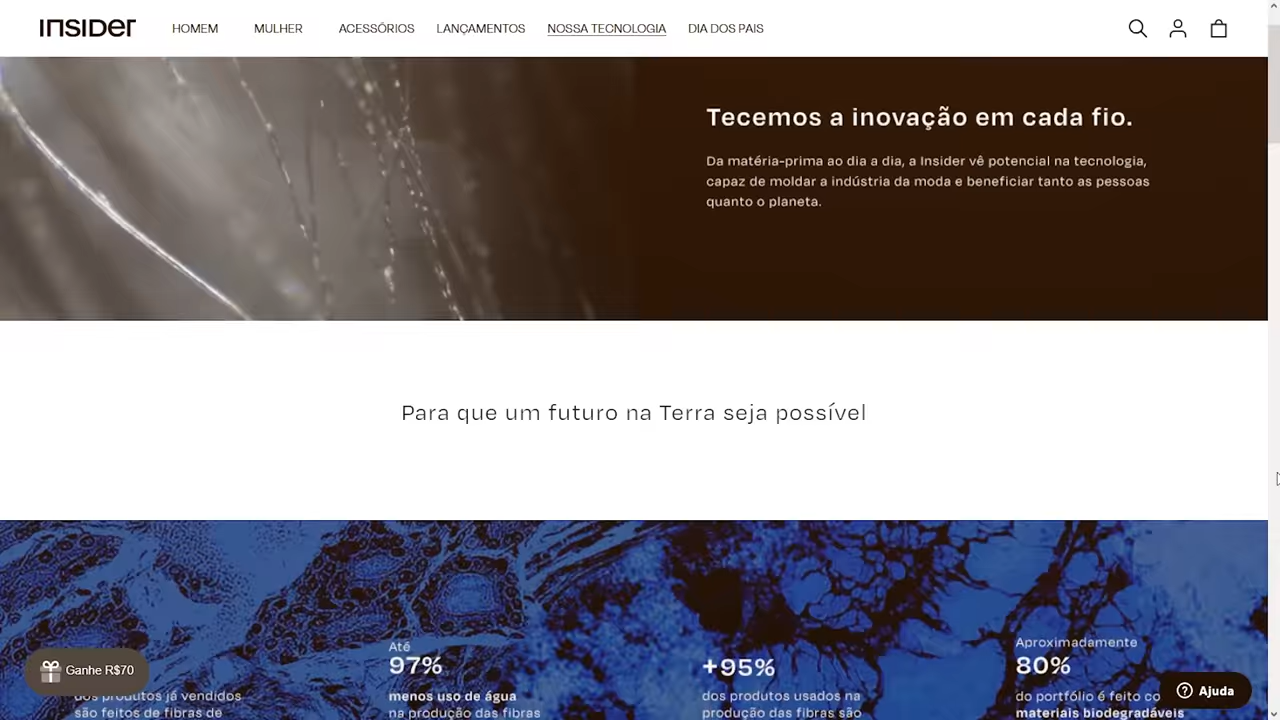 INSIDER
HOMEM MULHER ACESSÓRIOS LANÇAMENTOS NOSSA TECNOLOGIA DIA DOS PAIS
Tecemos a inovação em cada fio.
Da matéria-prima ao dia a dia, a Insider vê potencial na tecnologia,
capaz de moldar a indústria da moda e beneficiar tanto as pessoas
quanto o planeta.
Para que um futuro na Terra seja possível
Ganhe R$70
dos produtos já vendidos
são feitos de fibras de
Até
97%
menos uso de água
na produção das fibras
+95%
dos produtos usados na
produção das fibras são
Aproximadamente
80%
do portfólio é feito co
materiais biodegradáveis
Ajuda